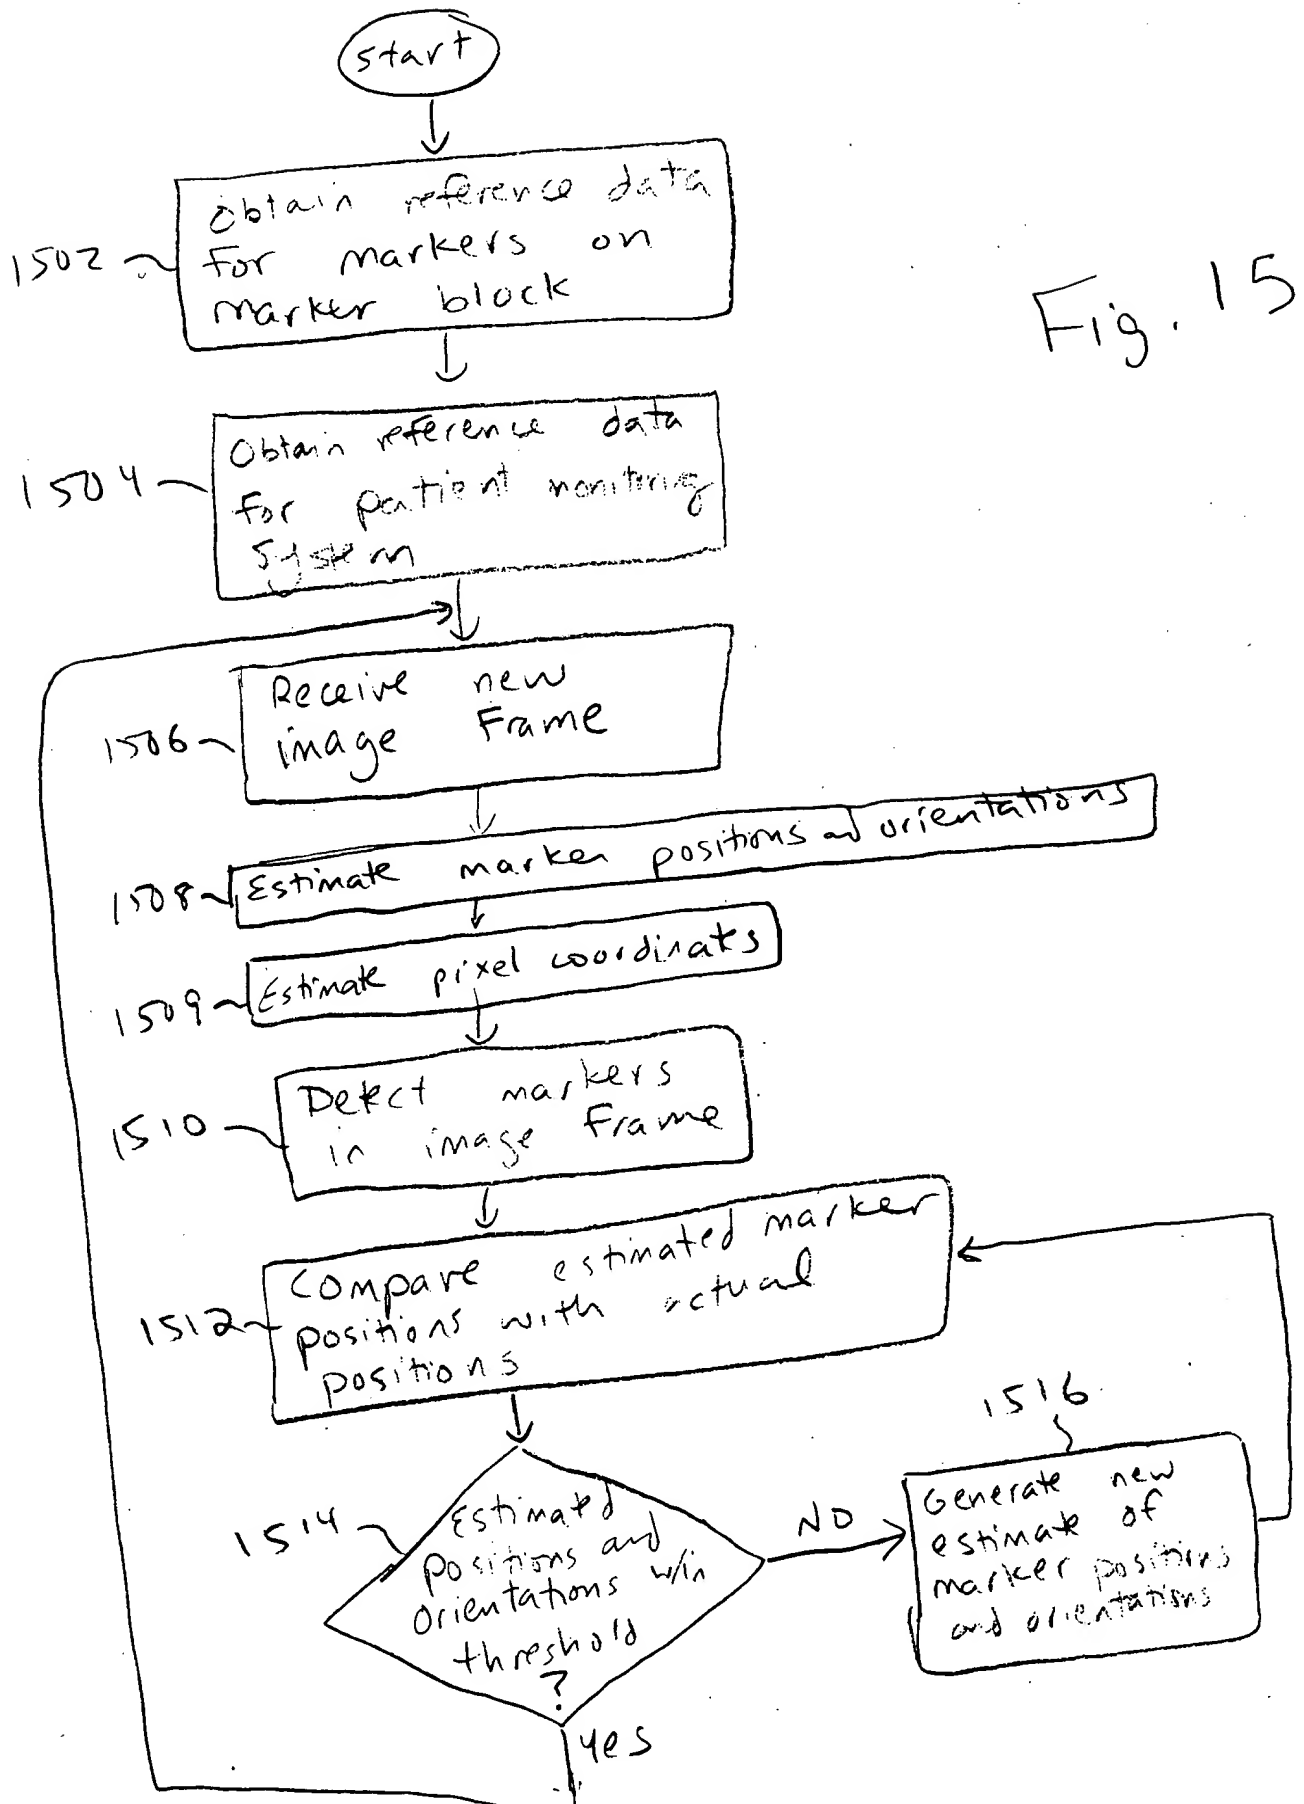 start
1502
Obtain reference data
for markers on
marker block
Fig. 15
1504
Obtain reference data
for patient monitoring
system
1506
Receive new
image Frame
1508
Estimate marker positions and orientations
1509
Estimate pixel coordinats
1510
Detect markers
in image Frame
1512
Compare estimated marker
positions with actual
positions
1514
Estimated
positions and
orientations w/in
threshold
?
NO
1516
Generate new
estimate of
marker positions
and orientations
yes